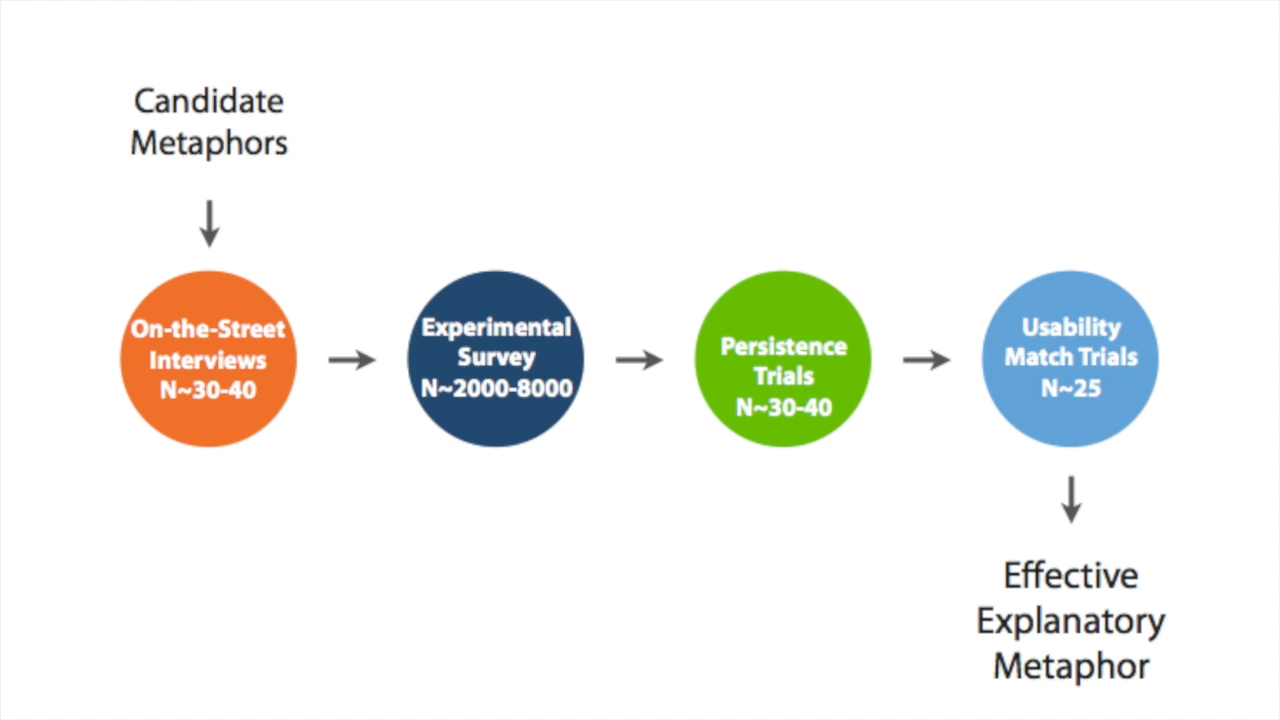 Candidate
Metaphors
On-the-Street
Interviews
N~30-40
Experimental
Survey
N~2000-8000
Persistence
Trials
N~30-40
Usability
Match Trials
N~25
Effective
Explanatory
Metaphor